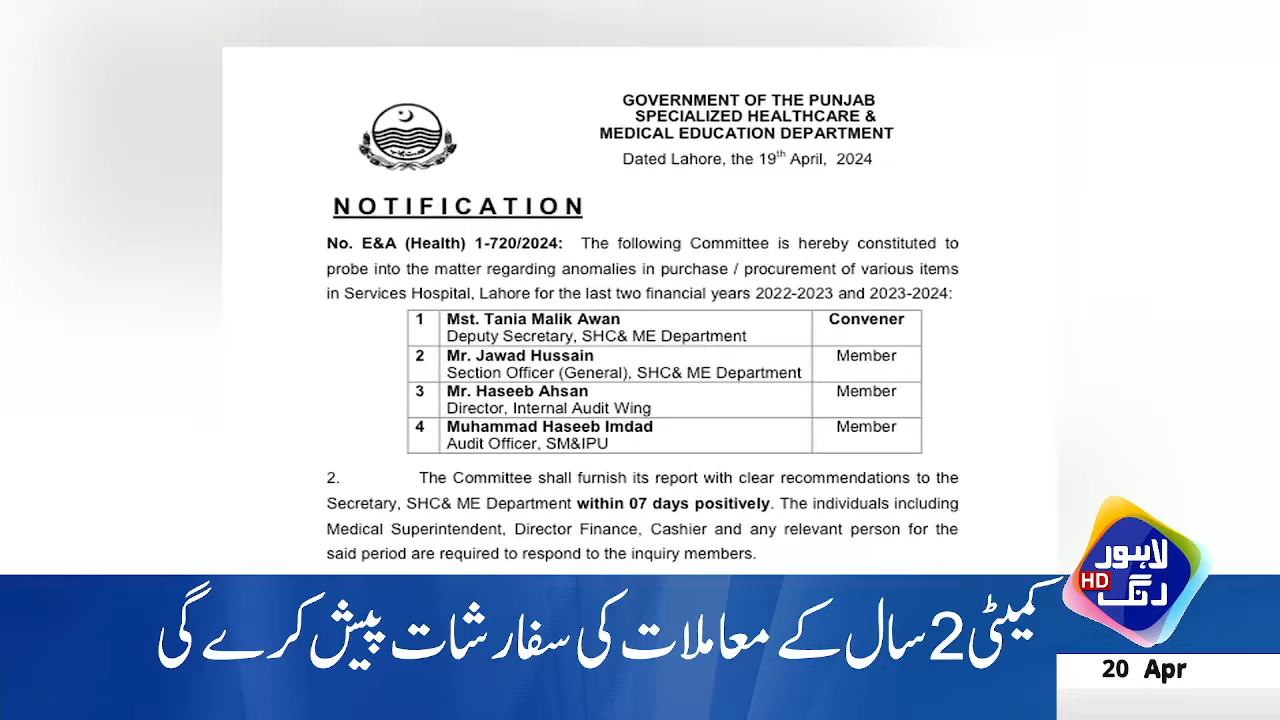 GOVERNMENT OF THE PUNJAB
SPECIALIZED HEALTHCARE &
MEDICAL EDUCATION DEPARTMENT
Dated Lahore, the 19th April, 2024
NOTIFICATION
No. E&A (Health) 1-720/2024: The following Committee is hereby constituted to
probe into the matter regarding anomalies in purchase / procurement of various items
in Services Hospital, Lahore for the last two financial years 2022-2023 and 2023-2024:
1 Mst. Tania Malik Awan Convener
Deputy Secretary, SHC& ME Department
2 Mr. Jawad Hussain Member
Section Officer (General), SHC& ME Department
3 Mr. Haseeb Ahsan Member
Director, Internal Audit Wing
4 Muhammad Haseeb Imdad Member
Audit Officer, SM&IPU
2. The Committee shall furnish its report with clear recommendations to the
Secretary, SHC& ME Department within 07 days positively. The individuals including
Medical Superintendent, Director Finance, Cashier and any relevant person for the
said period are required to respond to the inquiry members.
لاہور
HD رنگ
کمیٹی 2 سال کے معاملات کی سفارشات پیش کرے گی
20 Apr